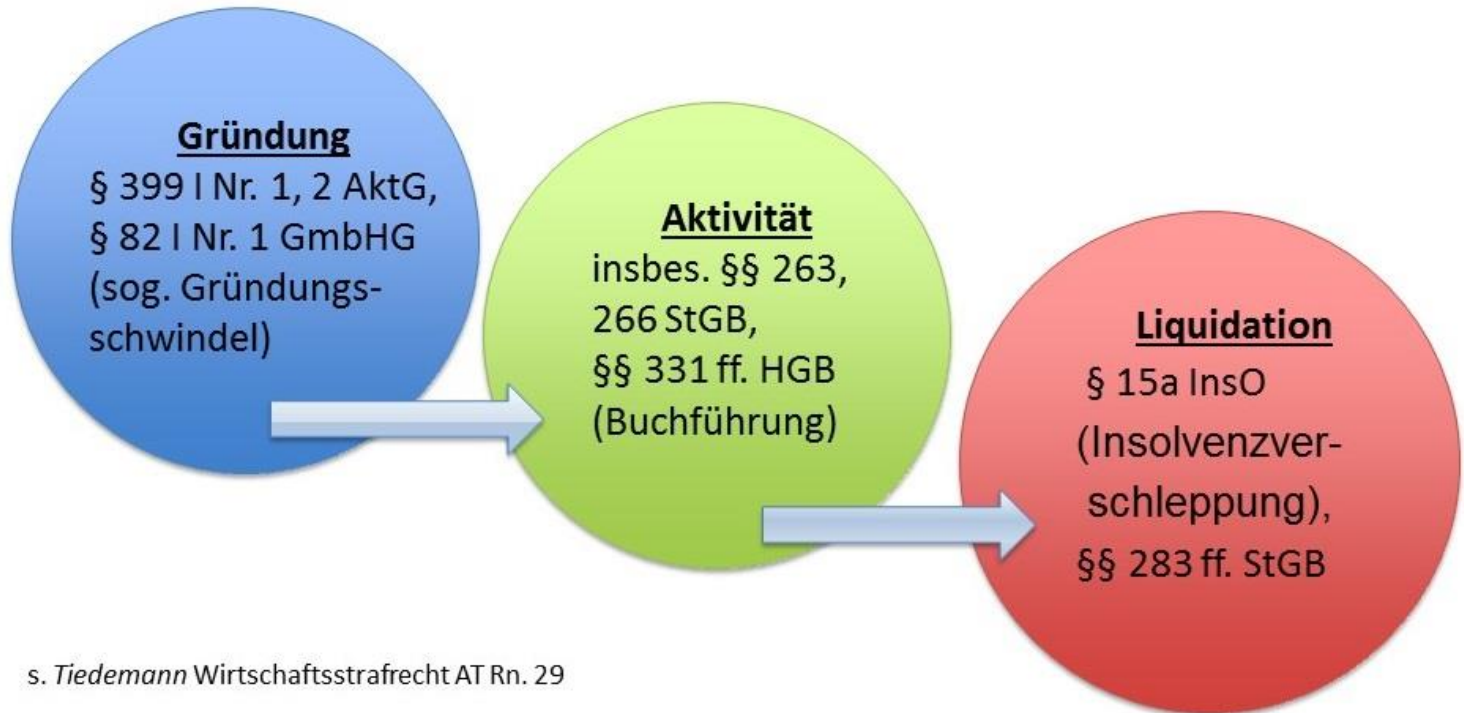 Gründung
§ 399 I Nr. 1, 2 AktG,
§ 82 I Nr. 1 GmbHG
(sog. Gründungs-
schwindel)
Aktivität
insbes. §§ 263,
266 StGB,
§§ 331 ff. HGB
(Buchführung)
Liquidation
§ 15a InsO
(Insolvenzver-
schleppung),
§§ 283 ff. StGB
s. Tiedemann Wirtschaftsstrafrecht AT Rn. 29